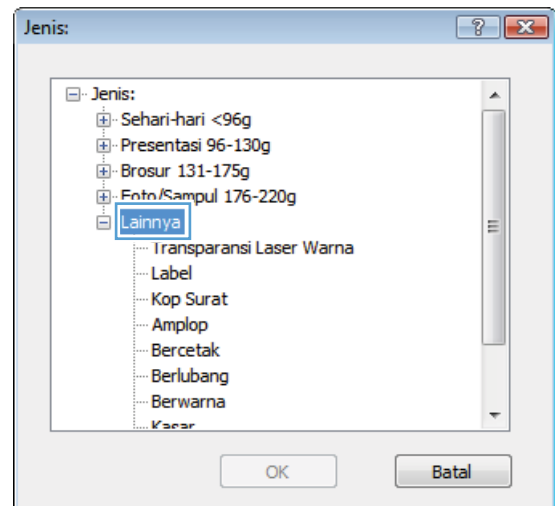 Jenis:
Jenis:
Sehari-hari <96g
Presentasi 96-130g
Brosur 131-175g
Foto/Sampul 176-220g
Lainnya
Transparansi Laser Warna
Label
Kop Surat
Amplop
Bercetak
Berlubang
Berwarna
Kasar
OK
Batal